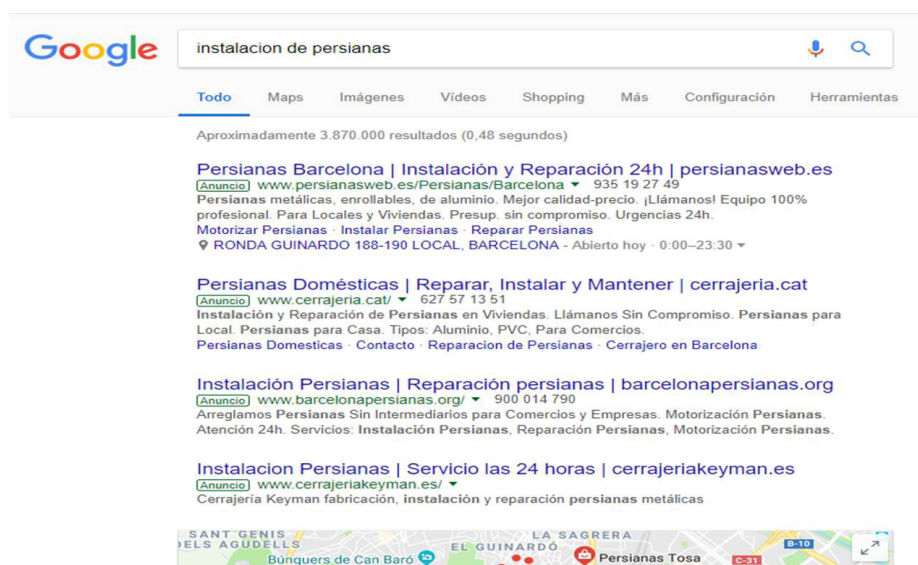 Google
instalacion de persianas
Todo Maps Imágenes Vídeos Shopping Más Configuración Herramientas
Aproximadamente 3.870.000 resultados (0,48 segundos)
Persianas Barcelona | Instalación y Reparación 24h | persianasweb.es
Anuncio www.persianasweb.es/Persianas/Barcelona 935 19 27 49
Persianas metálicas, enrollables, de aluminio. Mejor calidad-precio. ¡Llámanos! Equipo 100%
profesional. Para Locales y Viviendas. Presup. sin compromiso. Urgencias 24h.
Motorizar Persianas · Instalar Persianas · Reparar Persianas
RONDA GUINARDO 188-190 LOCAL, BARCELONA - Abierto hoy · 0:00–23:30
Persianas Domésticas | Reparar, Instalar y Mantener | cerrajeria.cat
Anuncio www.cerrajeria.cat/ 627 57 13 51
Instalación y Reparación de Persianas en Viviendas. Llámanos Sin Compromiso. Persianas para
Local. Persianas para Casa. Tipos: Aluminio, PVC, Para Comercios.
Persianas Domesticas · Contacto · Reparacion de Persianas · Cerrajero en Barcelona
Instalación Persianas | Reparación persianas | barcelonapersianas.org
Anuncio www.barcelonapersianas.org/ 900 014 790
Arreglamos Persianas Sin Intermediarios para Comercios y Empresas. Motorización Persianas.
Atención 24h. Servicios: Instalación Persianas, Reparación Persianas, Motorización Persianas.
Instalacion Persianas | Servicio las 24 horas | cerrajeriakeyman.es
Anuncio www.cerrajeriakeyman.es/
Cerrajería Keyman fabricación, instalación y reparación persianas metálicas
SANT GENIS
DELS AGUDELLS
LA SAGRERA
EL GUINARDÓ
B-10
Búnquers de Can Baró
Persianas Tosa
C-31